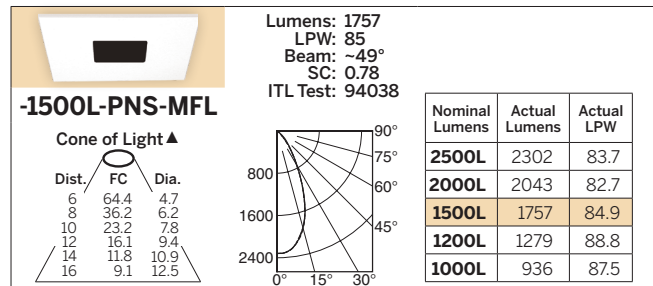 Lumens: 1757
LPW: 85
Beam: ~49°
SC: 0.78
ITL Test: 94038
-1500L-PNS-MFL
Cone of Light▲
Dist. FC Dia.
6 64.4 4.7
8 36.2 6.2
10 23.2 7.8
12 16.1 9.4
14 11.8 10.9
16 9.1 12.5
90°
75°
60°
45°
800
1600
2400
0° 15° 30°
Nominal Lumens Actual Lumens Actual LPW
2500L 2302 83.7
2000L 2043 82.7
1500L 1757 84.9
1200L 1279 88.8
1000L 936 87.5